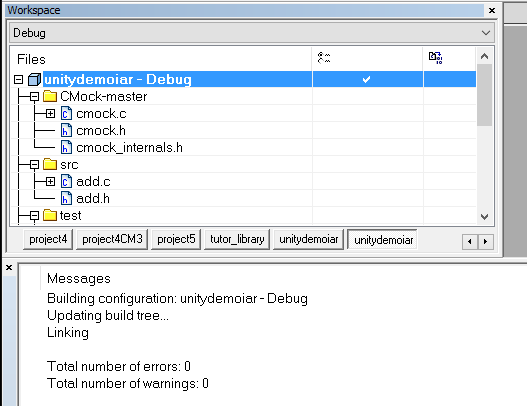 Workspace
Debug
Files
unitydemoiar - Debug
CMock-master
cmock.c
cmock.h
cmock_internals.h
src
add.c
add.h
test
project4 project4CM3 project5 tutor_library unitydemoiar unitydemoiar
Messages
Building configuration: unitydemoiar - Debug
Updating build tree...
Linking
Total number of errors: 0
Total number of warnings: 0